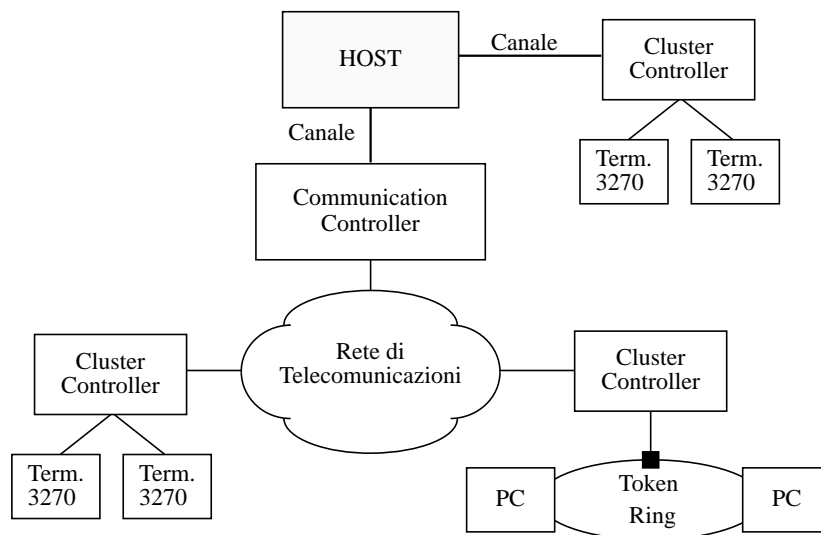 HOST
Canale
Cluster
Controller
Canale
Term.
3270
Term.
3270
Communication
Controller
Rete di
Telecomunicazioni
Cluster
Controller
Cluster
Controller
Term.
3270
Term.
3270
PC
Token
Ring
PC